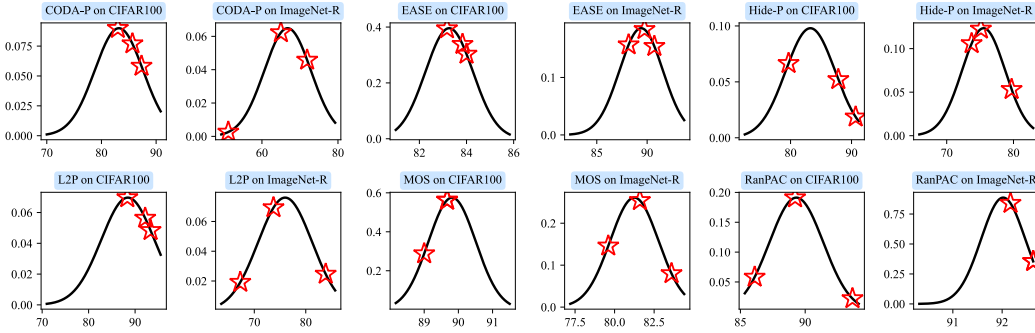 CODA-P on CIFAR100
CODA-P on ImageNet-R
EASE on CIFAR100
EASE on ImageNet-R
Hide-P on CIFAR100
Hide-P on ImageNet-R
0.075
0.050
0.025
0.000
70 80 90
0.06
0.04
0.02
0.00
60 80
0.4
0.2
0.0
82 84 86
0.1
0.0
85 90
0.10
0.05
0.00
80 90
0.10
0.05
0.00
70 80
L2P on CIFAR100
L2P on ImageNet-R
MOS on CIFAR100
MOS on ImageNet-R
RanPAC on CIFAR100
RanPAC on ImageNet-R
0.06
0.04
0.02
0.00
70 80 90
0.06
0.04
0.02
70 80
0.6
0.4
0.2
89 90 91
0.2
0.1
0.0
77.5 80.0 82.5
0.20
0.15
0.10
0.05
85 90
0.75
0.50
0.25
0.00
91 92